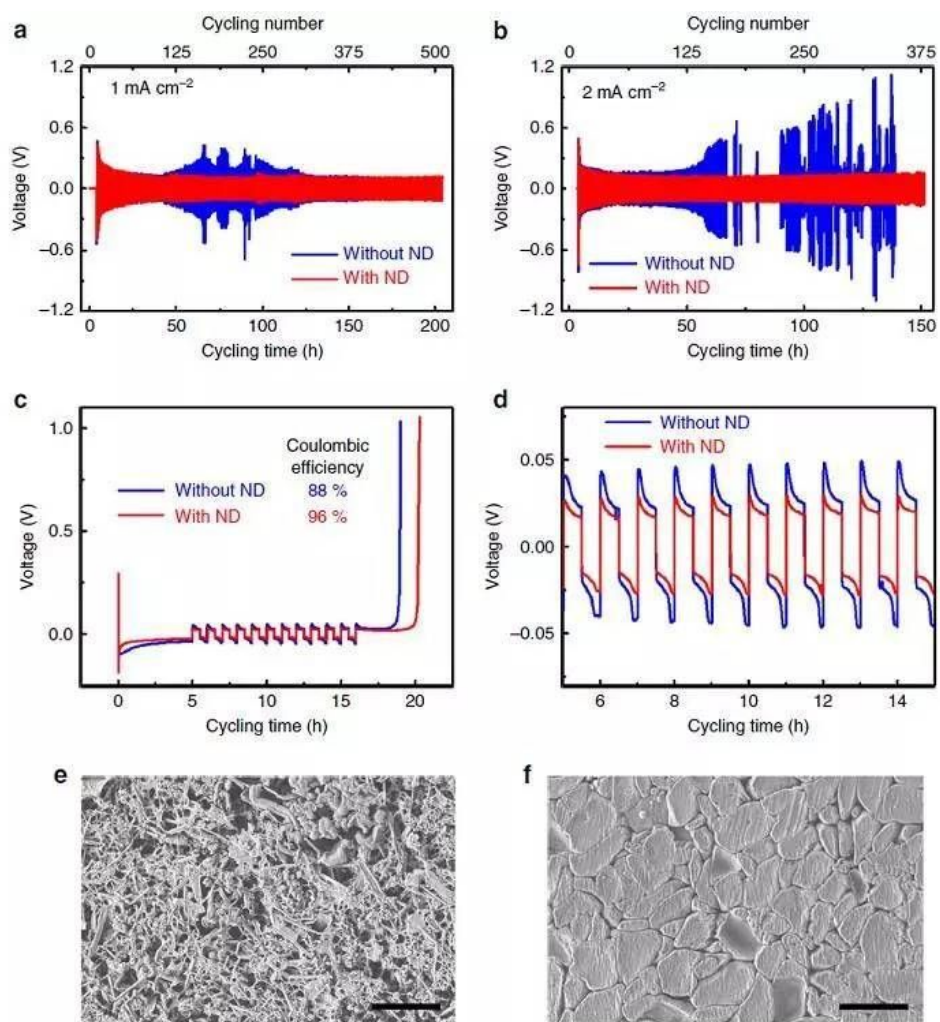 a
Cycling number
0 125 250 375 500
1.2
0.6
0.0
–0.6
–1.2
Voltage (V)
1 mA cm–2
Without ND
With ND
0 50 100 150 200
Cycling time (h)
b
Cycling number
0 125 250 375
1.2
0.6
0.0
–0.6
–1.2
Voltage (V)
2 mA cm–2
Without ND
With ND
0 50 100 150
Cycling time (h)
c
1.0
0.5
0.0
Voltage (V)
Coulombic
efficiency
Without ND 88 %
With ND 96 %
0 5 10 15 20
Cycling time (h)
d
Without ND
With ND
0.05
0.00
–0.05
Voltage (V)
6 8 10 12 14
Cycling time (h)
e
f